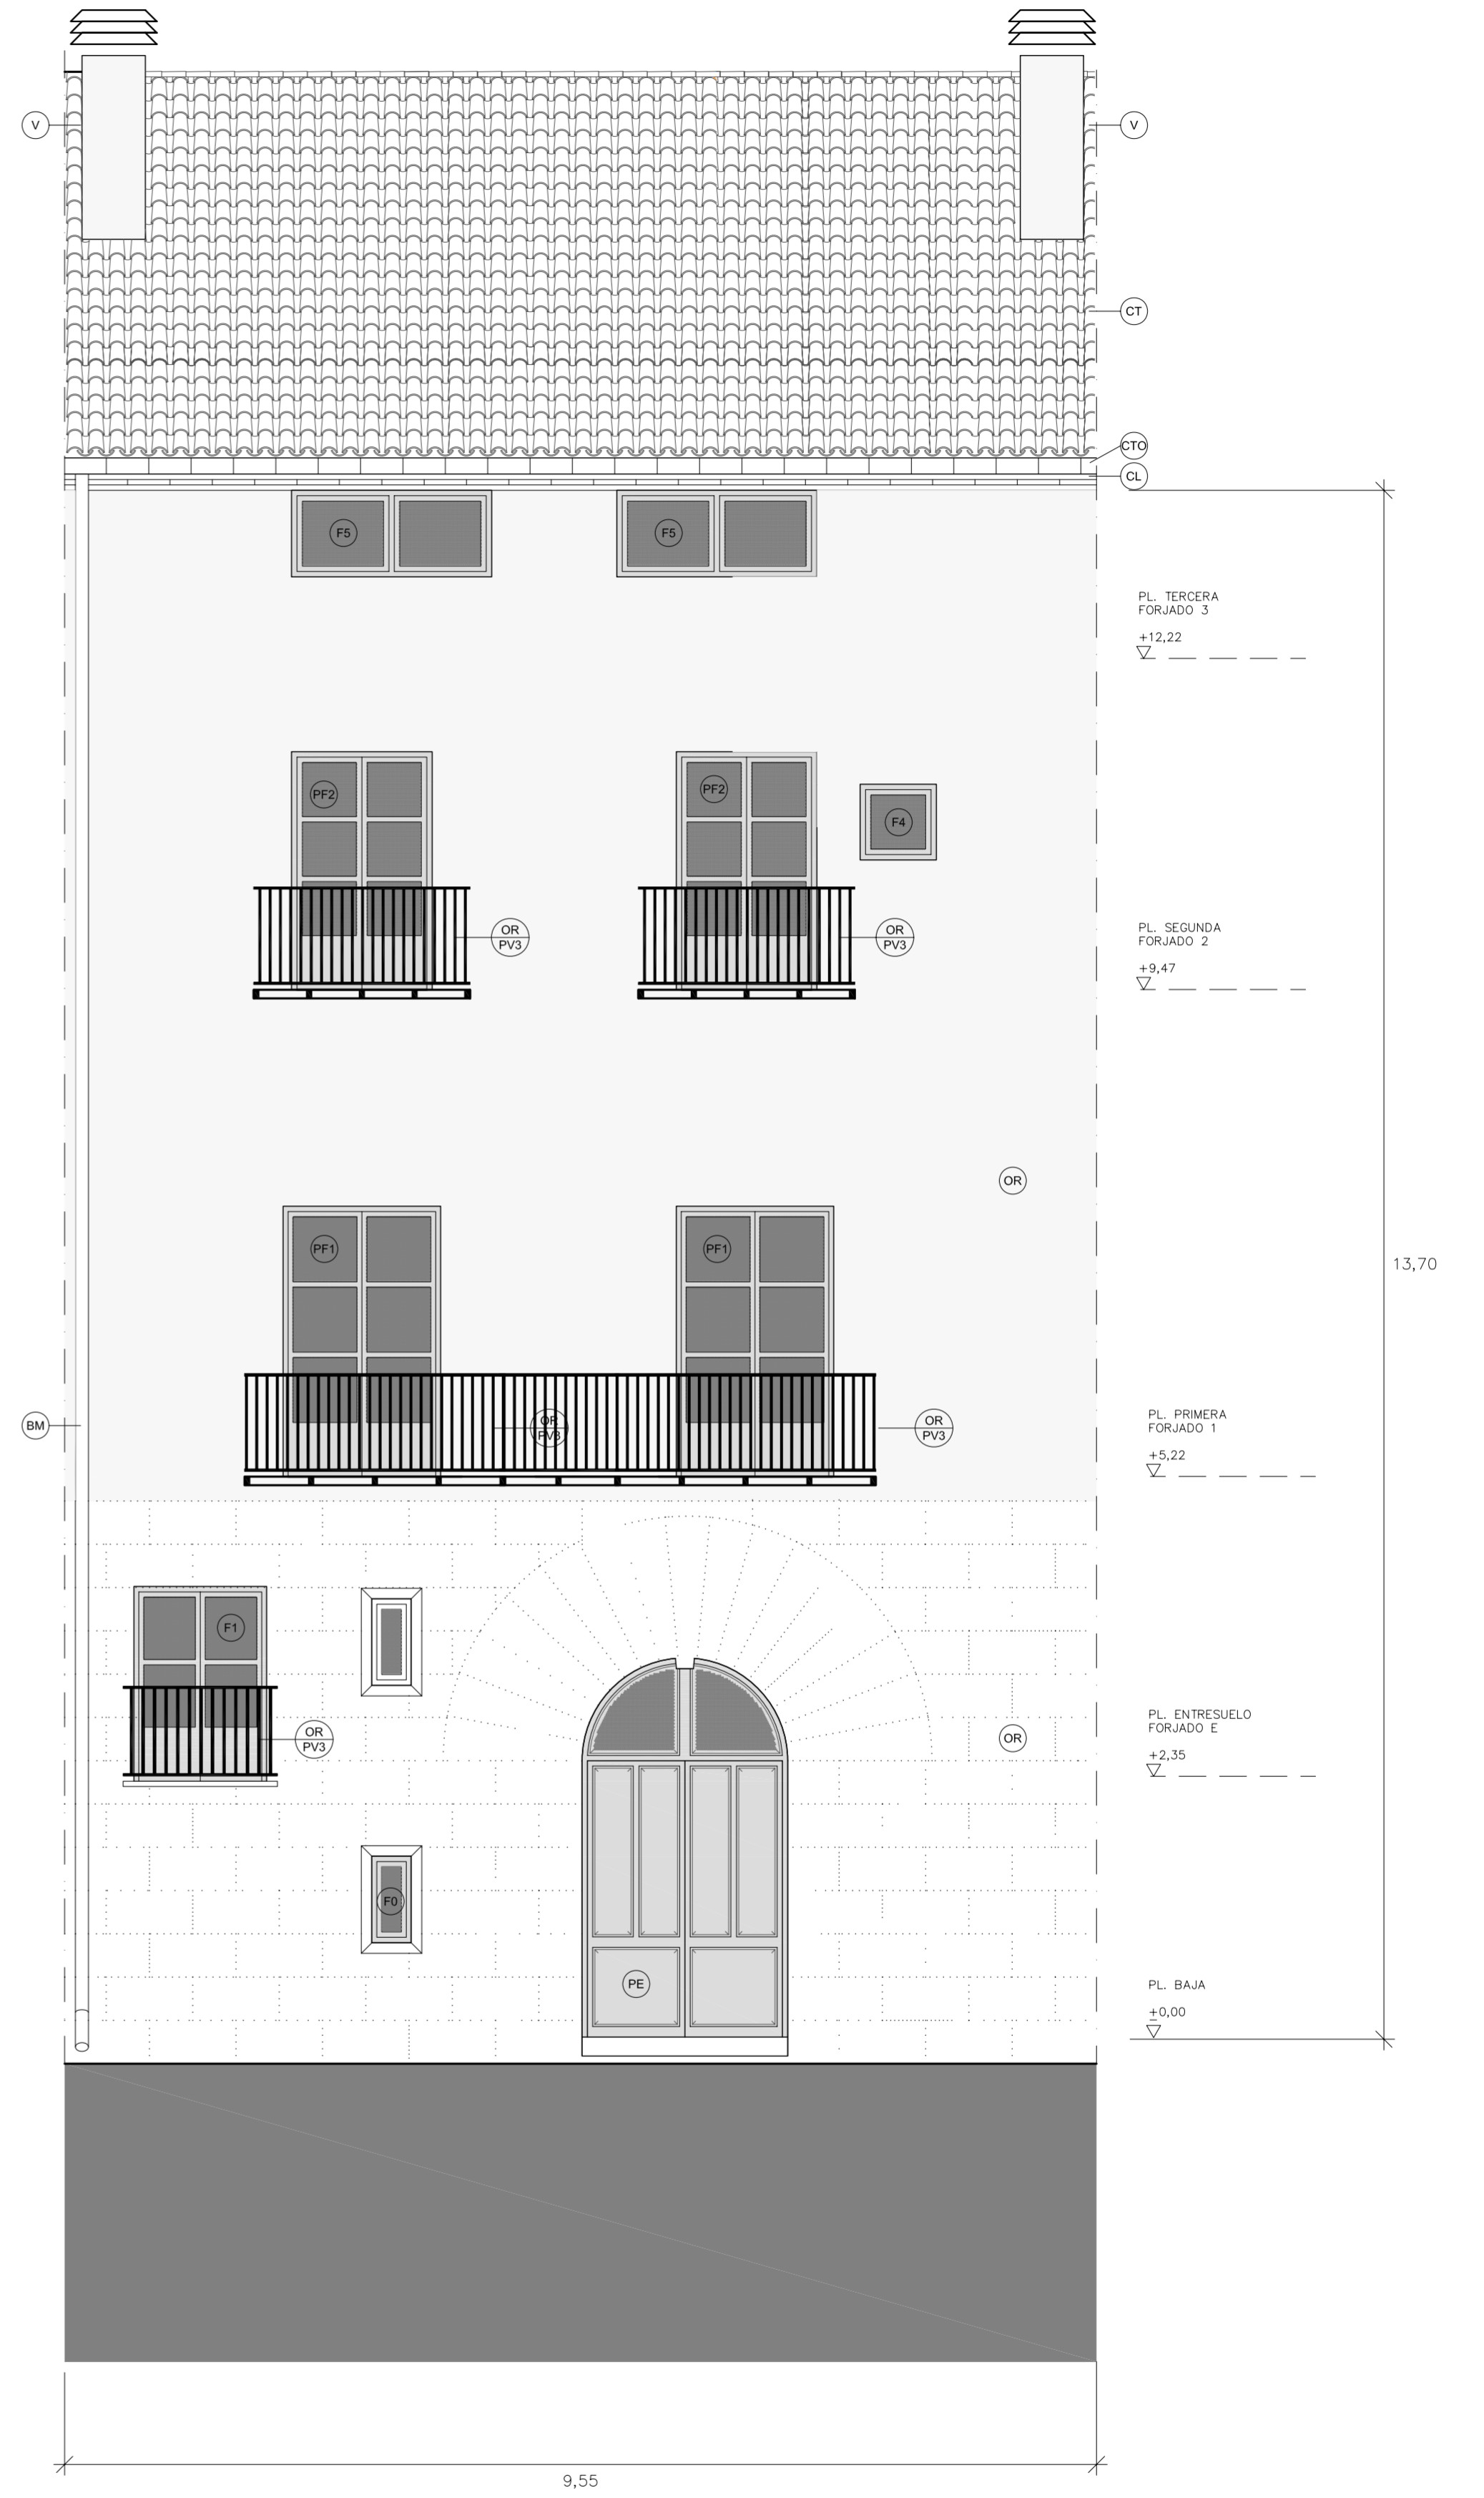 V
V
CT
CTO
CL
F5
F5
PL. TERCERA
FORJADO 3
+12,22
PF2
PF2
F4
OR
PV3
OR
PV3
PL. SEGUNDA
FORJADO 2
+9,47
OR
PF1
PF1
13,70
BM
OR
PV3
OR
PV3
PL. PRIMERA
FORJADO 1
+5,22
F1
OR
PV3
OR
PL. ENTRESUELO
FORJADO E
+2,35
F0
PE
PL. BAJA
±0,00
9,55